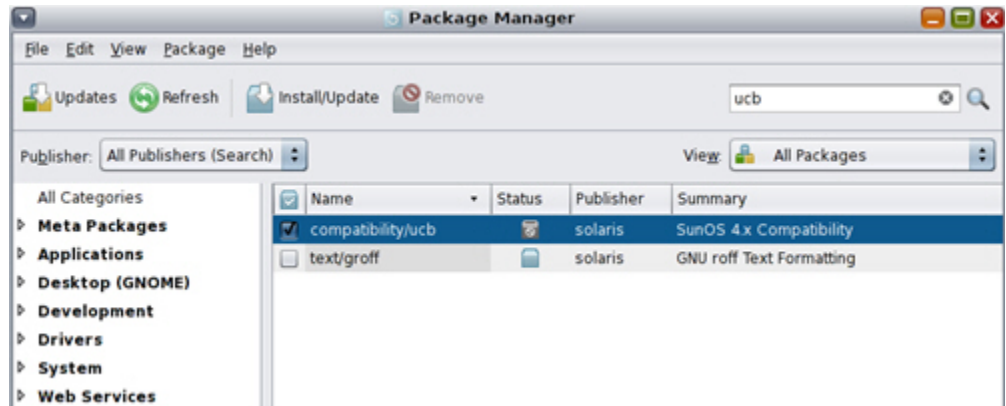 Package Manager
File Edit View Package Help
Updates Refresh Install/Update Remove ucb
Publisher: All Publishers (Search) View: All Packages
All Categories
Meta Packages
Applications
Desktop (GNOME)
Development
Drivers
System
Web Services
Name Status Publisher Summary
compatibility/ucb solaris SunOS 4.x Compatibility
text/groff solaris GNU roff Text Formatting